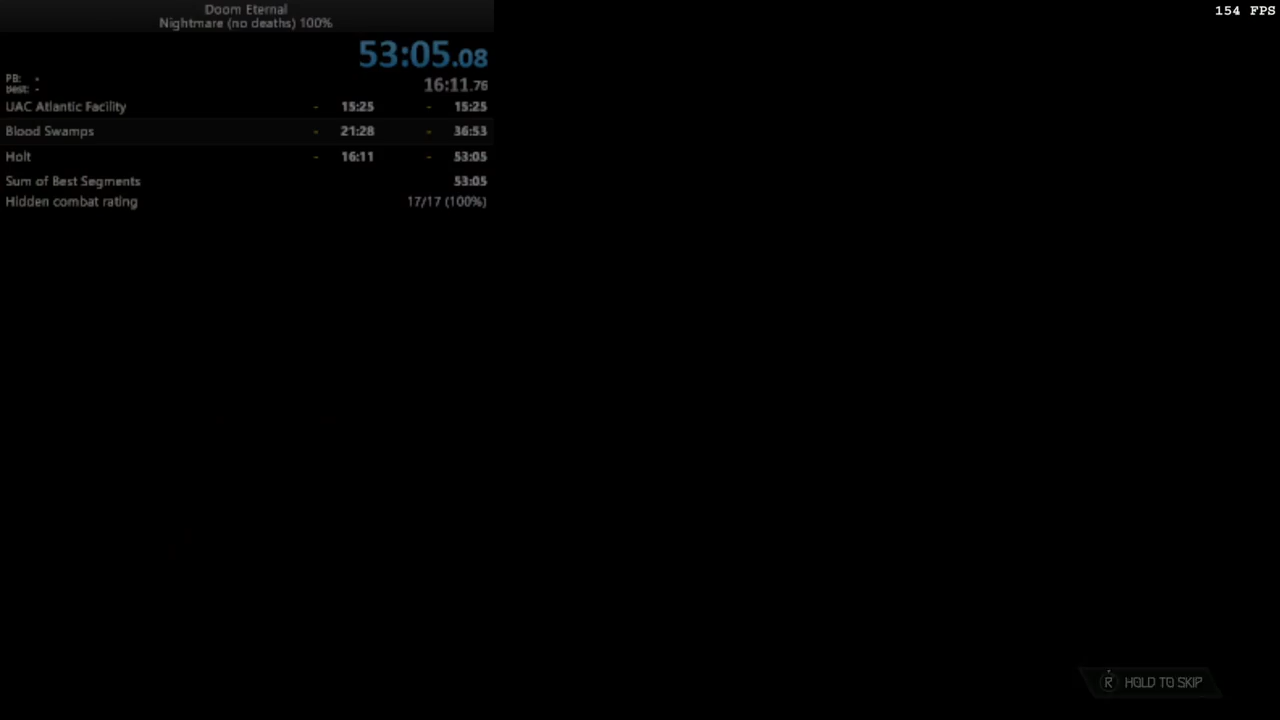 154 FPS
Doom Eternal
Nightmare (no deaths) 100%
53:05.08
PB: -
Best: -
16:11.76
UAC Atlantic Facility - 15:25 - 15:25
Blood Swamps - 21:28 - 36:53
Holt - 16:11 - 53:05
Sum of Best Segments 53:05
Hidden combat rating 17/17 (100%)
R HOLD TO SKIP